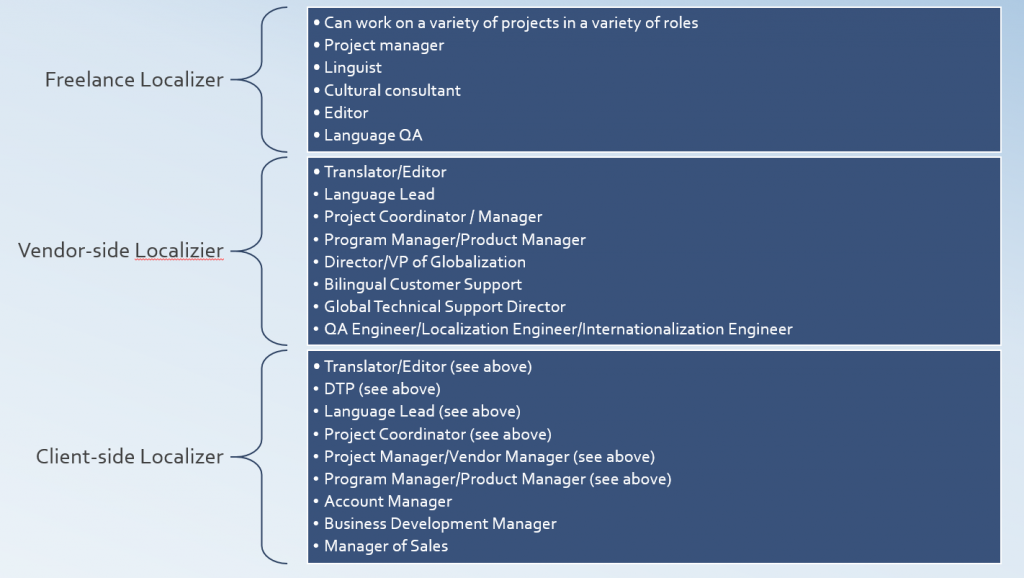 Freelance Localizer
• Can work on a variety of projects in a variety of roles
• Project manager
• Linguist
• Cultural consultant
• Editor
• Language QA
Vendor-side Localizier
• Translator/Editor
• Language Lead
• Project Coordinator / Manager
• Program Manager/Product Manager
• Director/VP of Globalization
• Bilingual Customer Support
• Global Technical Support Director
• QA Engineer/Localization Engineer/Internationalization Engineer
Client-side Localizer
• Translator/Editor (see above)
• DTP (see above)
• Language Lead (see above)
• Project Coordinator (see above)
• Project Manager/Vendor Manager (see above)
• Program Manager/Product Manager (see above)
• Account Manager
• Business Development Manager
• Manager of Sales